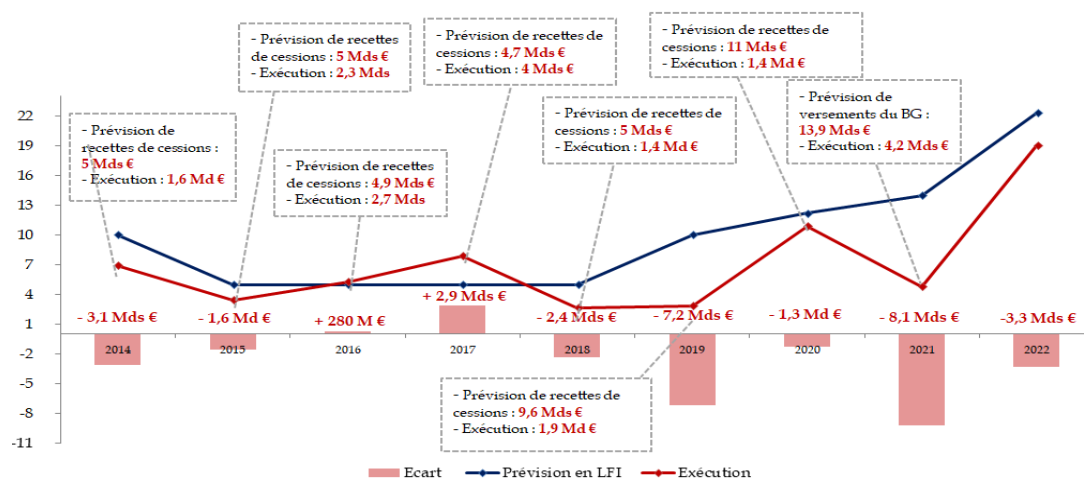 - Prévision de
recettes de cessions :
5 Mds €
- Exécution : 1,6 Md €
- Prévision de recettes
de cessions : 5 Mds €
- Exécution : 2,3 Mds
- Prévision de recettes
de cessions : 4,9 Mds €
- Exécution : 2,7 Mds
- Prévision de recettes de
cessions : 4,7 Mds €
- Exécution : 4 Mds €
- Prévision de recettes de
cessions : 5 Mds €
- Exécution : 1,4 Md €
- Prévision de recettes de
cessions : 11 Mds €
- Exécution : 1,4 Md €
- Prévision de
versements du BG :
13,9 Mds €
- Exécution : 4,2 Mds €
22
19
16
13
10
7
4
1
-2
-5
-8
-11
- 3,1 Mds €
- 1,6 Md €
+ 280 M €
+ 2,9 Mds €
- 2,4 Mds €
- 7,2 Mds €
- 1,3 Md €
- 8,1 Mds €
-3,3 Mds €
2014
2015
2016
2017
2018
2019
2020
2021
2022
- Prévision de recettes de
cessions : 9,6 Mds €
- Exécution : 1,9 Md €
Ecart
Prévision en LFI
Exécution